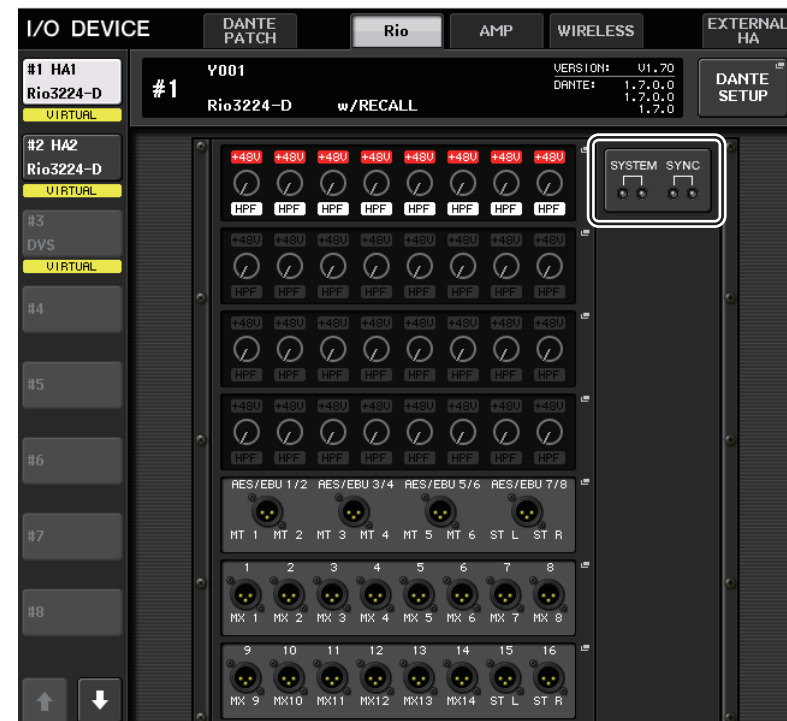 I/O DEVICE
DANTE PATCH
Rio
AMP
WIRELESS
EXTERNAL HA
#1 HA1
Rio3224-D
VIRTUAL
#2 HA2
Rio3224-D
VIRTUAL
#3
DVS
VIRTUAL
#4
#5
#6
#7
#8
#1
Y001
Rio3224-D w/RECALL
VERSION: V1.70
DANTE: 1.7.0.0
1.7.0.0
1.7.0
DANTE SETUP
+48V +48V +48V +48V +48V +48V +48V +48V
HPF HPF HPF HPF HPF HPF HPF HPF
+48V +48V +48V +48V +48V +48V +48V +48V
HPF HPF HPF HPF HPF HPF HPF HPF
+48V +48V +48V +48V +48V +48V +48V +48V
HPF HPF HPF HPF HPF HPF HPF HPF
+48V +48V +48V +48V +48V +48V +48V +48V
HPF HPF HPF HPF HPF HPF HPF HPF
AES/EBU 1/2 AES/EBU 3/4 AES/EBU 5/6 AES/EBU 7/8
MT 1 MT 2 MT 3 MT 4 MT 5 MT 6 ST L ST R
1 2 3 4 5 6 7 8
MX 1 MX 2 MX 3 MX 4 MX 5 MX 6 MX 7 MX 8
9 10 11 12 13 14 15 16
MX 9 MX10 MX11 MX12 MX13 MX14 ST L ST R
SYSTEM SYNC